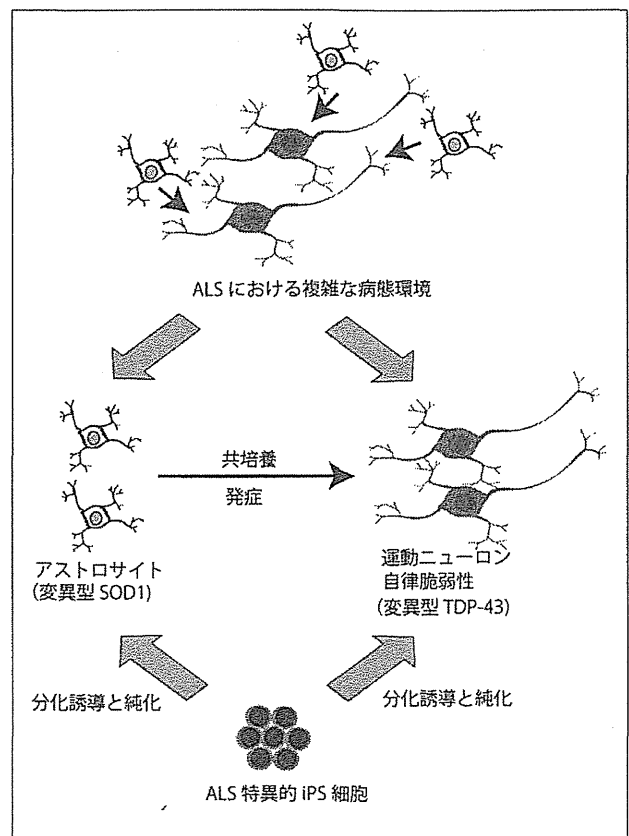 ALS における複雑な病態環境
共培養
発症
アストロサイト
(変異型 SOD1)
運動ニューロン
自律脆弱性
(変異型 TDP-43)
分化誘導と純化
分化誘導と純化
ALS 特異的 iPS 細胞